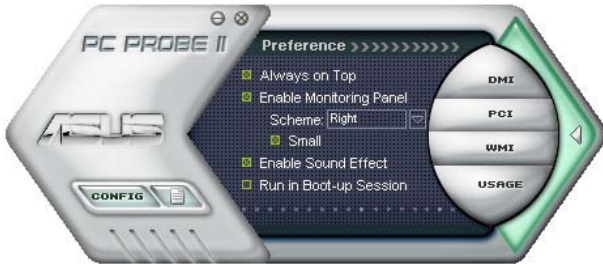 PC PROBE II
Preference >>>>>>>>>>>
Always on Top
Enable Monitoring Panel
Scheme: Right
Small
Enable Sound Effect
Run in Boot-up Session
ASUS
CONFIG
DMI
PCI
WMI
USAGE